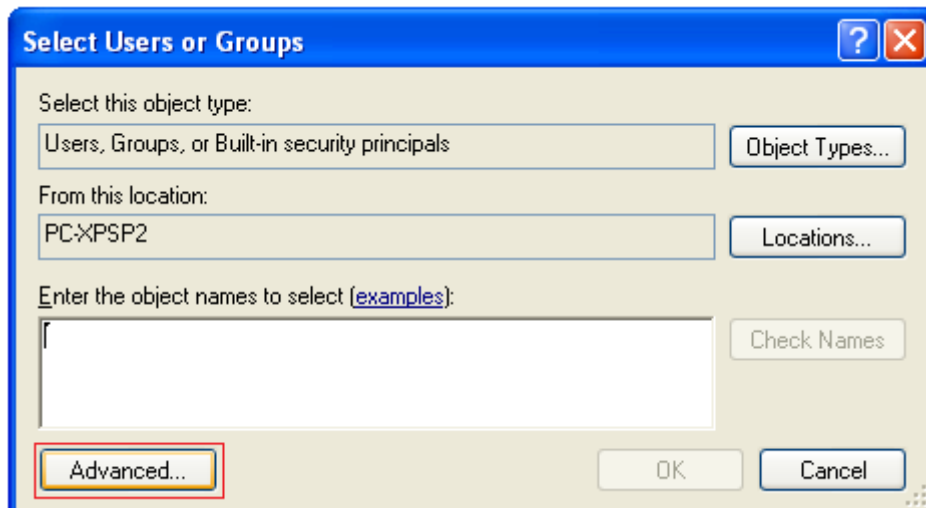 Select Users or Groups
Select this object type:
Users, Groups, or Built-in security principals
Object Types...
From this location:
PC-XPSP2
Locations...
Enter the object names to select (examples):
Check Names
Advanced...
OK
Cancel